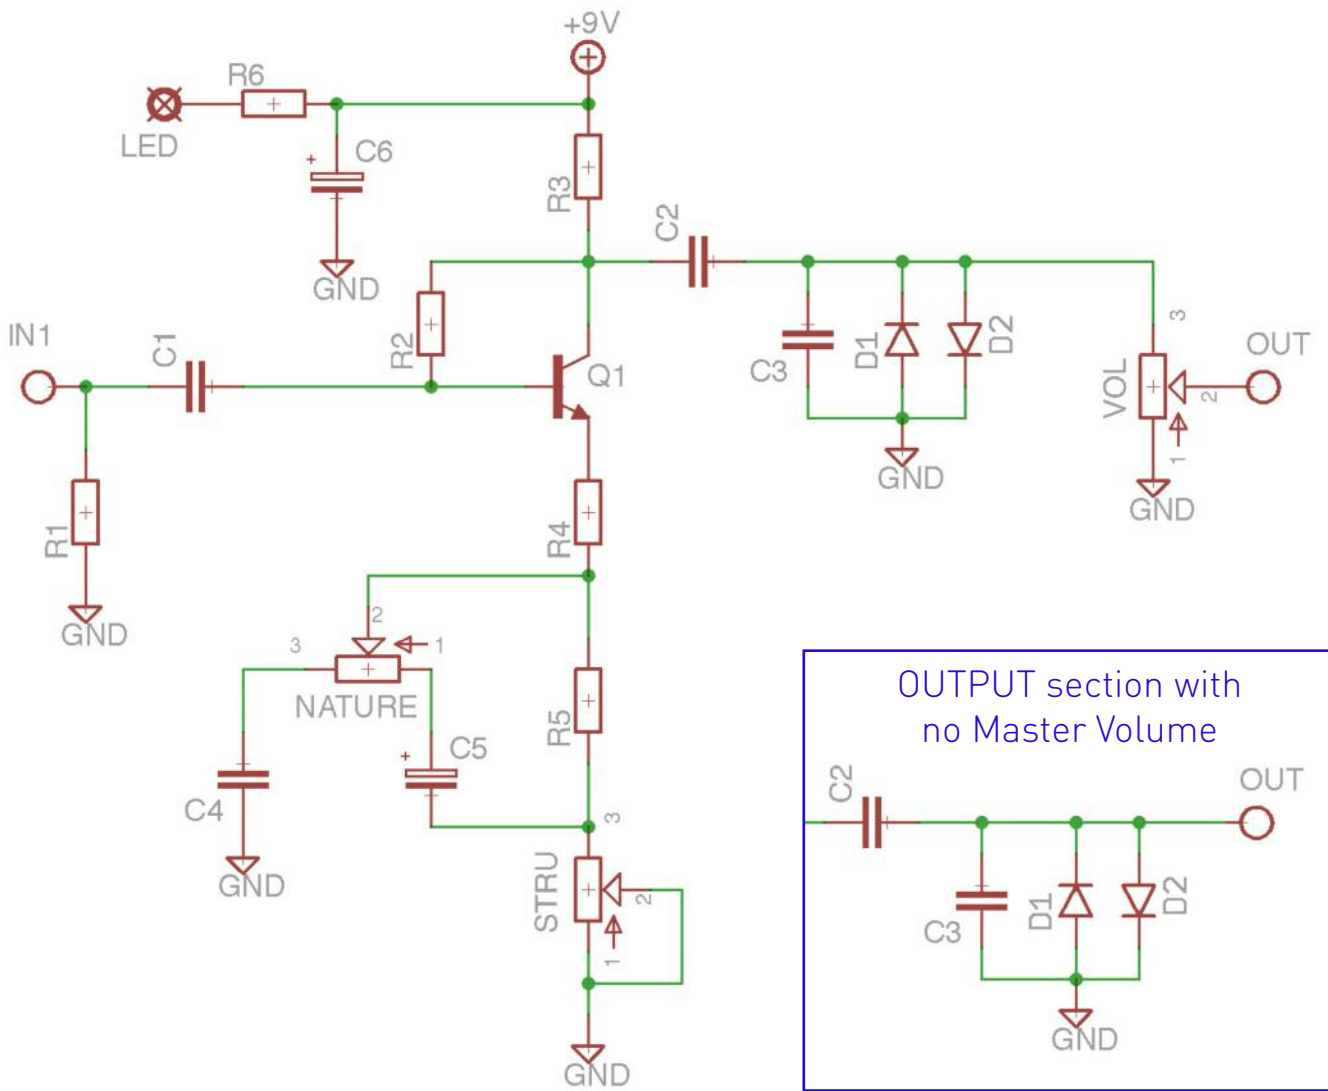 +9V
R6
LED
C6
GND
R3
C2
IN1
C1
R2
Q1
C3
D1
D2
GND
3
VOL
2
1
OUT
GND
R1
GND
R4
2
3
1
NATURE
C4
GND
C5
R5
3
STRU
2
1
GND
OUTPUT section with
no Master Volume
C2
C3
D1
D2
OUT
GND